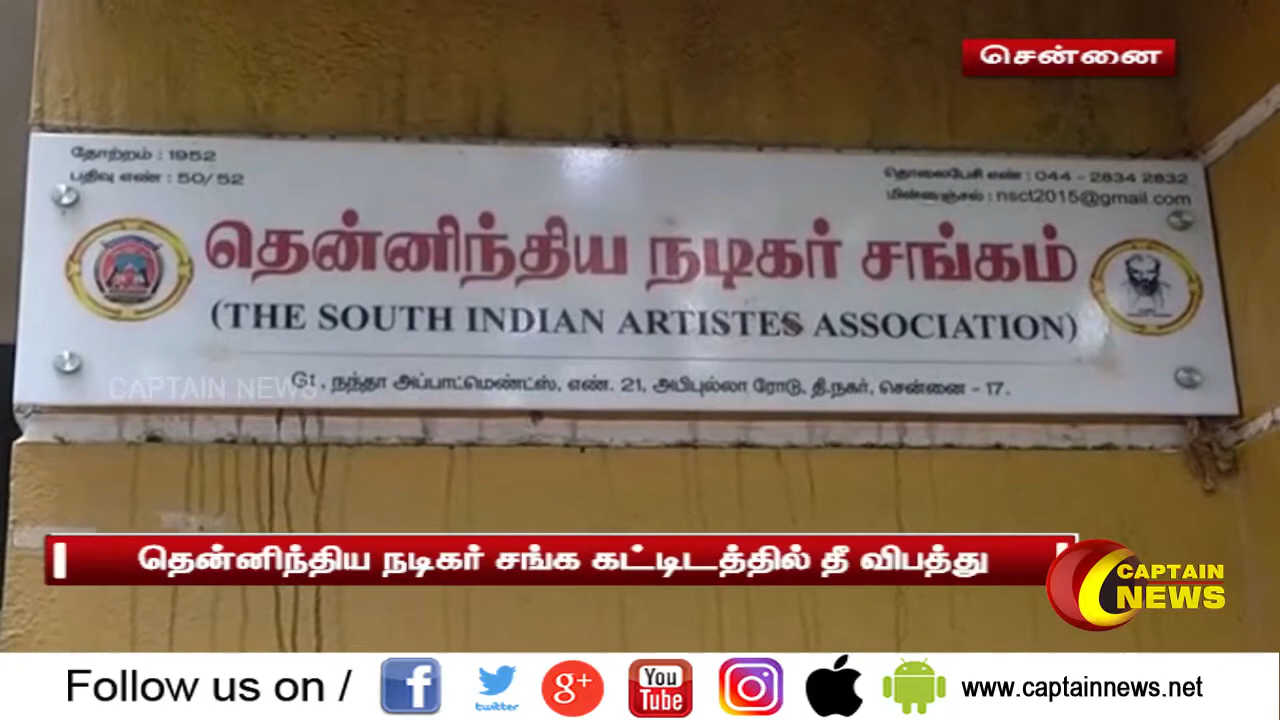 சென்னை
தோற்றம் : 1952
பதிவு எண் : 50/52
தொலைபேசி எண் : 044 - 2834 2832
மின்னஞ்சல் : nsct2015@gmail.com
தென்னிந்திய நடிகர் சங்கம்
(THE SOUTH INDIAN ARTISTES ASSOCIATION)
G1, நந்தா அப்பாட்மெண்ட்ஸ், எண். 21, அபிபுல்லா ரோடு, தி.நகர், சென்னை - 17.
CAPTAIN NEWS
தென்னிந்திய நடிகர் சங்க கட்டிடத்தில் தீ விபத்து
CAPTAIN
NEWS
Follow us on / f twitter g+ You Tube www.captainnews.net